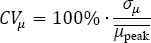 CV_μ = 100% · σ_μ / μ_peak